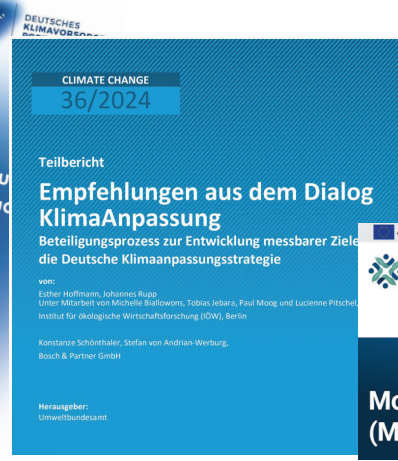 DEUTSCHES
KLIMAVORSORGE
CLIMATE CHANGE
36/2024
Teilbericht
Empfehlungen aus dem Dialog
KlimaAnpassung
Beteiligungsprozess zur Entwicklung messbarer Ziele
die Deutsche Klimaanpassungsstrategie
von:
Esther Hoffmann, Johannes Rupp
Unter Mitarbeit von Michelle Biallowons, Tobias Jebara, Paul Moog und Lucienne Pitschel,
Institut für ökologische Wirtschaftsforschung (IÖW), Berlin
Konstanze Schönthaler, Stefan von Andrian-Werburg,
Bosch & Partner GmbH
Herausgeber:
Umweltbundesamt
(M